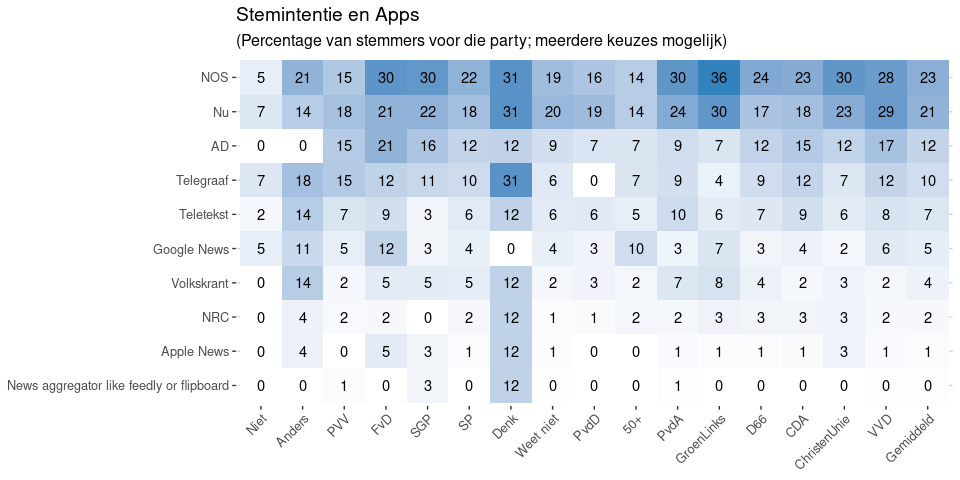 Stemintentie en Apps
(Percentage van stemmers voor die party; meerdere keuzes mogelijk)
NOS 5 21 15 30 30 22 31 19 16 14 30 36 24 23 30 28 23
Nu 7 14 18 21 22 18 31 20 19 14 24 30 17 18 23 29 21
AD 0 0 15 21 16 12 12 9 7 7 9 7 12 15 12 17 12
Telegraaf 7 18 15 12 11 10 31 6 0 7 9 4 9 12 7 12 10
Teletekst 2 14 7 9 3 6 12 6 6 5 10 6 7 9 6 8 7
Google News 5 11 5 12 3 4 0 4 3 10 3 7 3 4 2 6 5
Volkskrant 0 14 2 5 5 5 12 2 3 2 7 8 4 2 3 2 4
NRC 0 4 2 2 0 2 12 1 1 2 2 3 3 3 3 2 2
Apple News 0 4 0 5 3 1 12 1 0 0 1 1 1 1 3 1 1
News aggregator like feedly or flipboard 0 0 1 0 3 0 12 0 0 0 1 0 0 0 0 0 0
Niet Anders PVV FvD SGP SP Denk Weet niet PvdD 50+ PvdA GroenLinks D66 CDA ChristenUnie VVD Gemiddeld